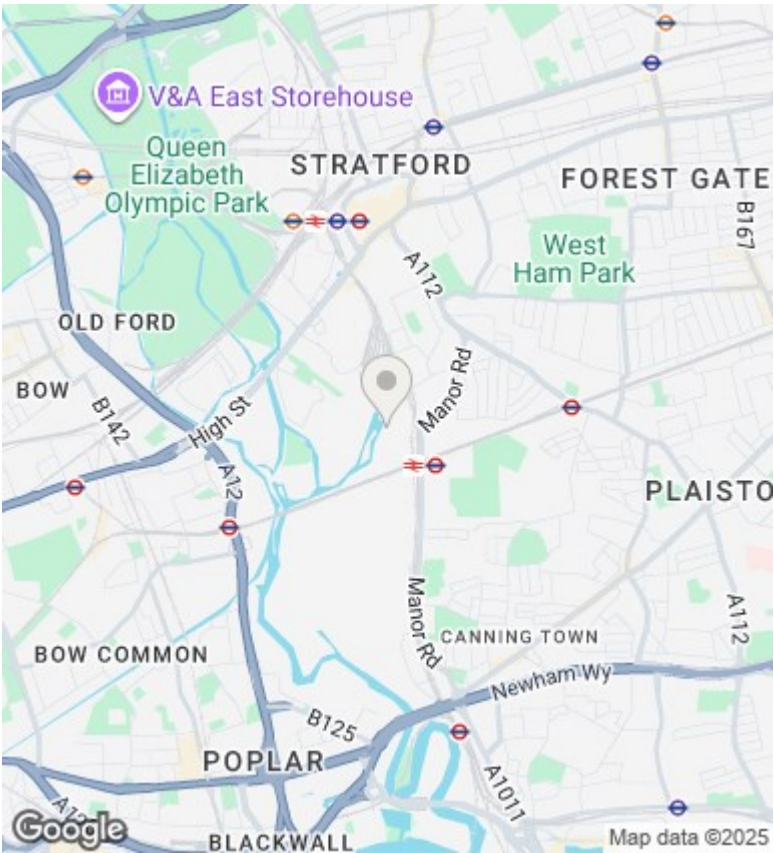 V&A East Storehouse
Queen
Elizabeth
Olympic Park
STRATFORD
FOREST GATE
B167
West
Ham Park
A112
OLD FORD
BOW
B142
High St
Manor Rd
A12
PLAISTO
Manor Rd
A112
CANNING TOWN
BOW COMMON
Newham Wy
B125
POPLAR
A1011
A12
Google
BLACKWALL
Map data ©2025